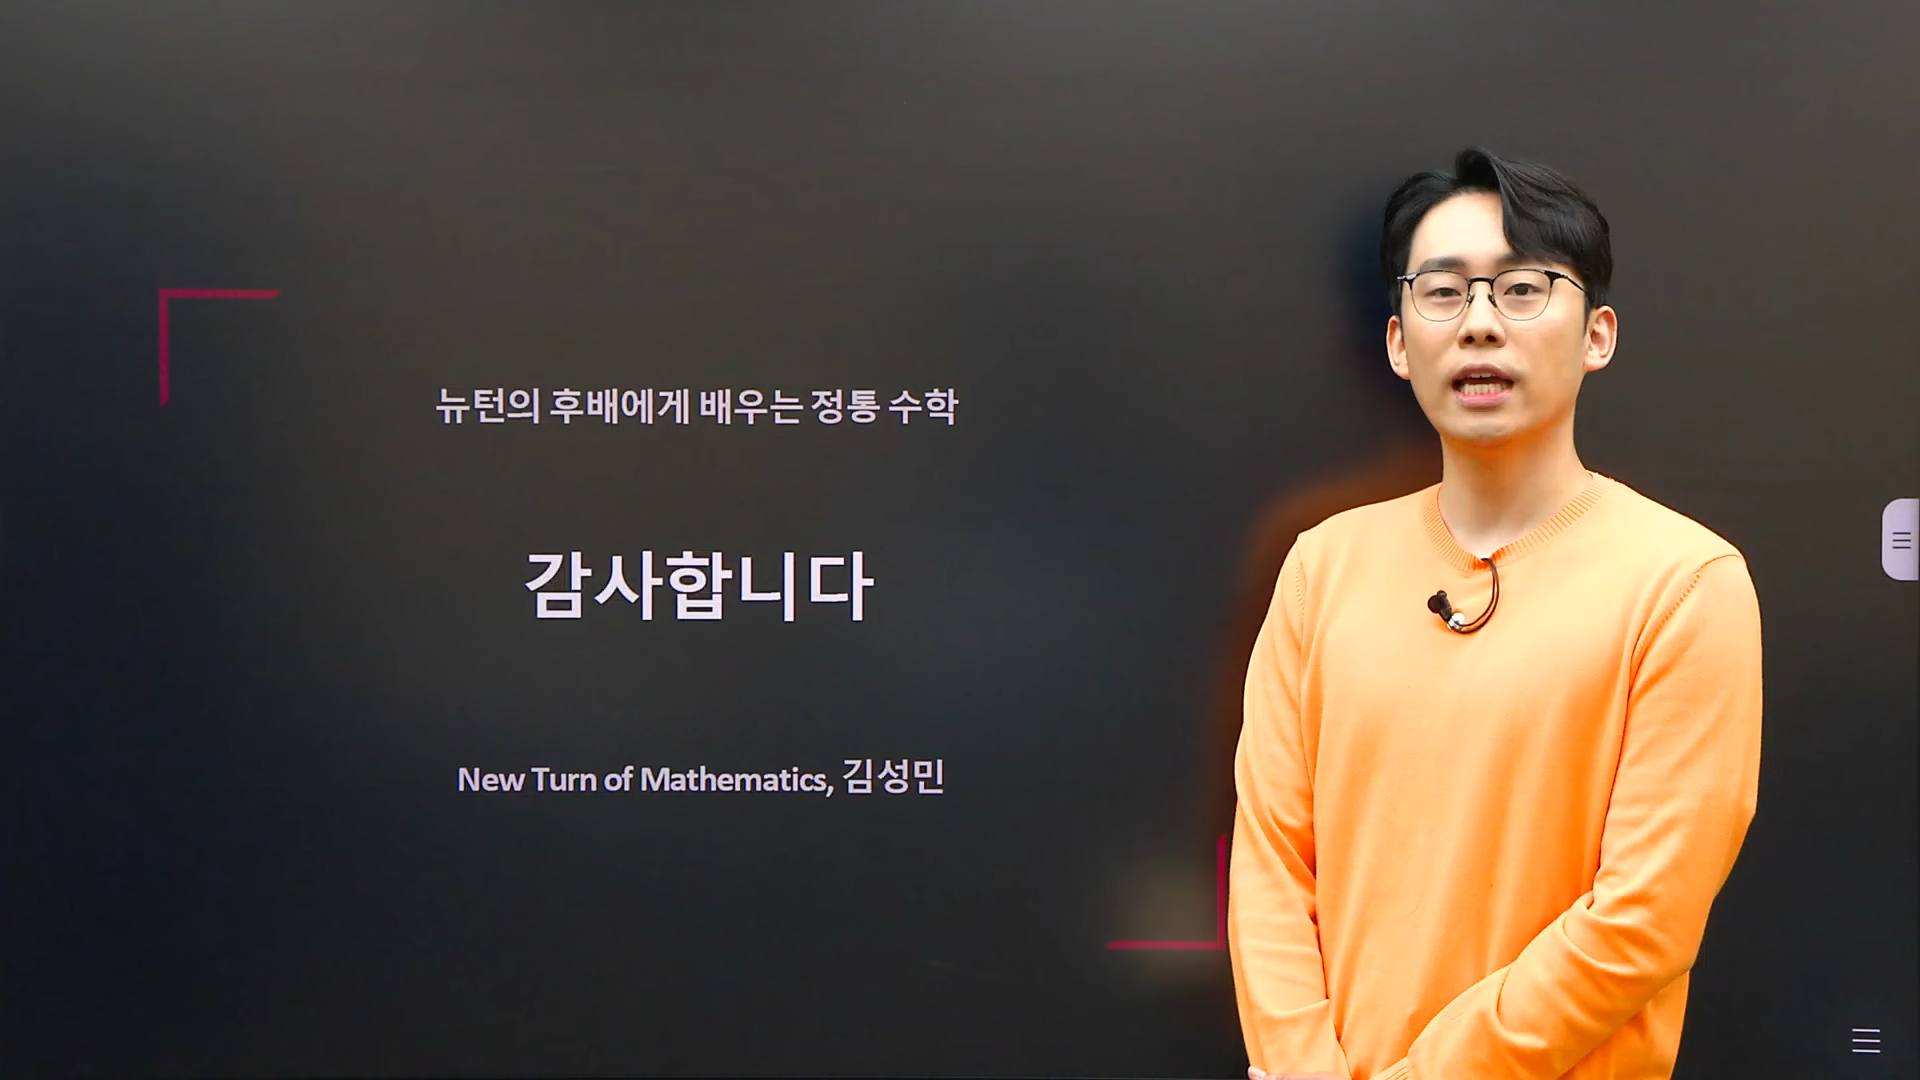 뉴턴의 후배에게 배우는 정통 수학
감사합니다
New Turn of Mathematics, 김성민